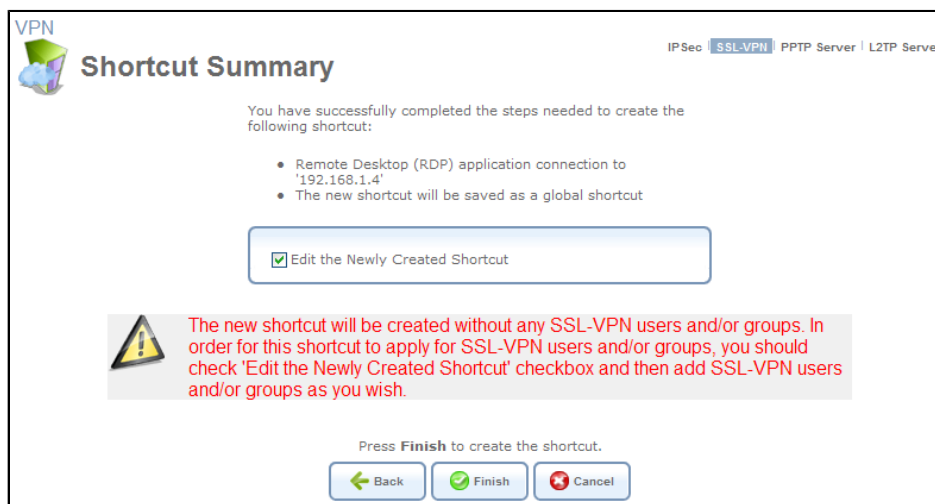 VPN
IPSec | SSL-VPN | PPTP Server | L2TP Serve
Shortcut Summary
You have successfully completed the steps needed to create the
following shortcut:
• Remote Desktop (RDP) application connection to
'192.168.1.4'
• The new shortcut will be saved as a global shortcut
Edit the Newly Created Shortcut
The new shortcut will be created without any SSL-VPN users and/or groups. In
order for this shortcut to apply for SSL-VPN users and/or groups, you should
check 'Edit the Newly Created Shortcut' checkbox and then add SSL-VPN users
and/or groups as you wish.
Press Finish to create the shortcut.
Back Finish Cancel